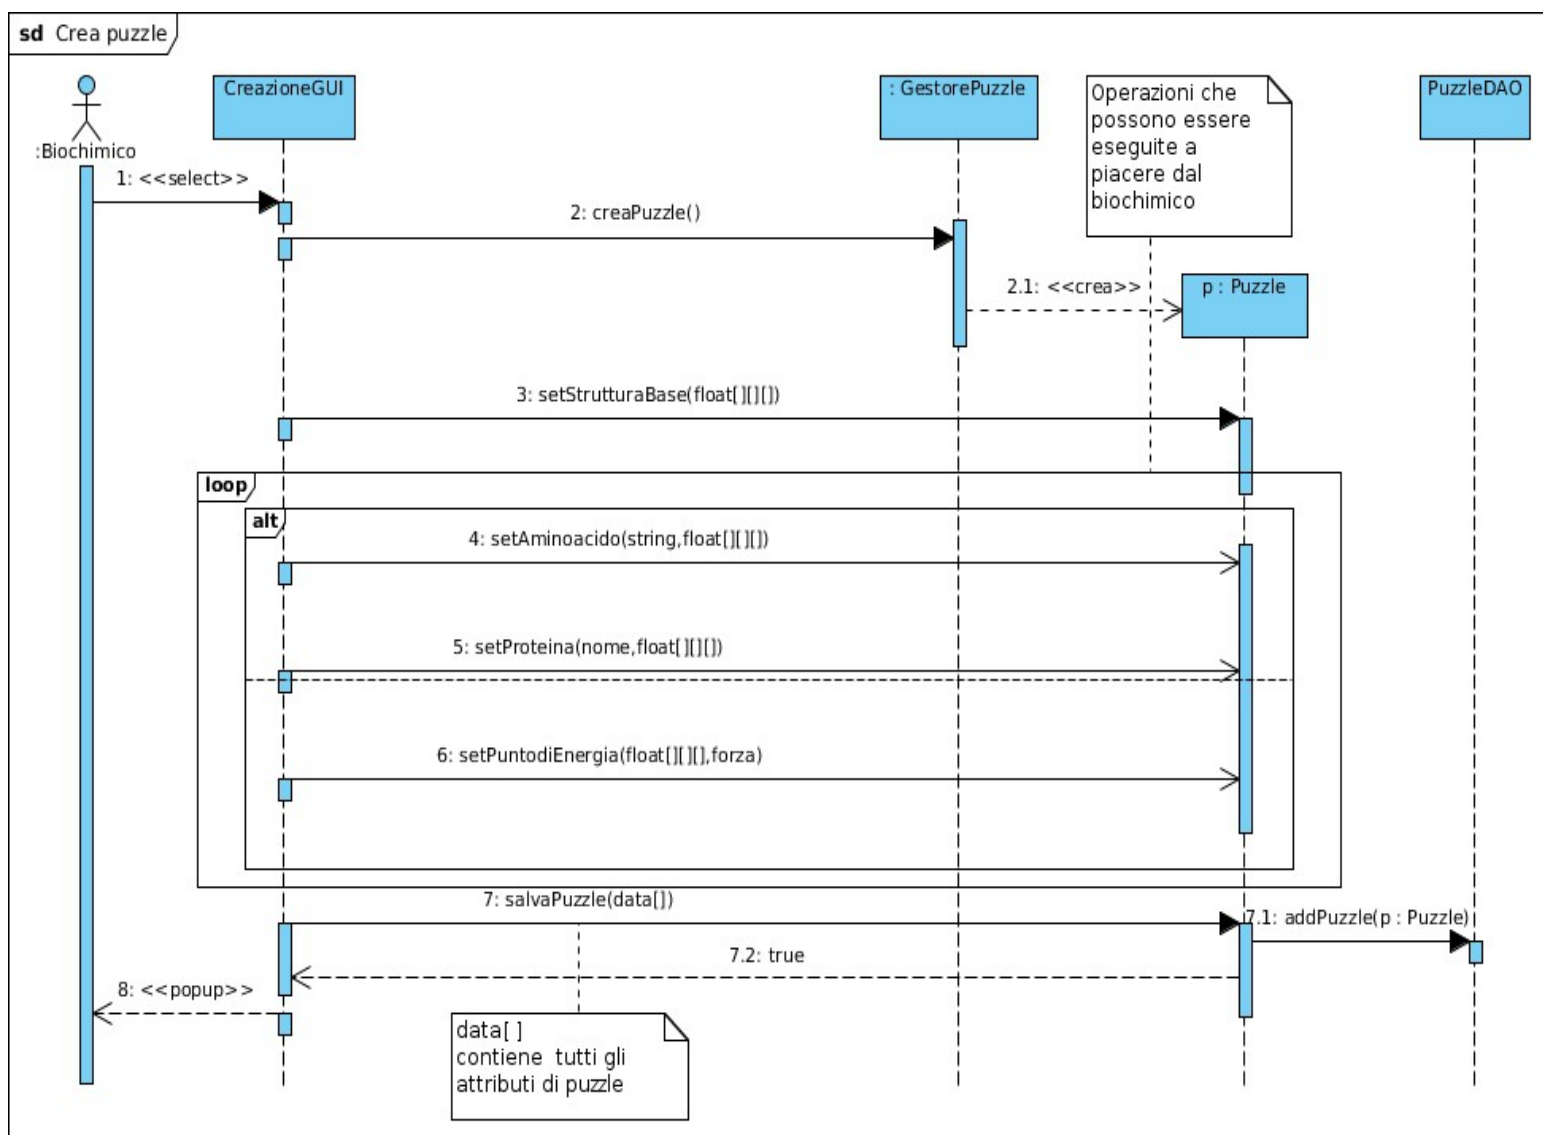 sd Crea puzzle
:Biochimico
CreazioneGUI
: GestorePuzzle
Operazioni che
possono essere
eseguite a
piacere dal
biochimico
PuzzleDAO
1: <<select>>
2: creaPuzzle()
2.1: <<crea>>
p : Puzzle
3: setStrutturaBase(float[][][])
loop
alt
4: setAminoacido(string,float[][][])
5: setProteina(nome,float[][][])
6: setPuntodiEnergia(float[][][],forza)
7: salvaPuzzle(data[])
7.1: addPuzzle(p : Puzzle)
7.2: true
8: <<popup>>
data[ ]
contiene tutti gli
attributi di puzzle